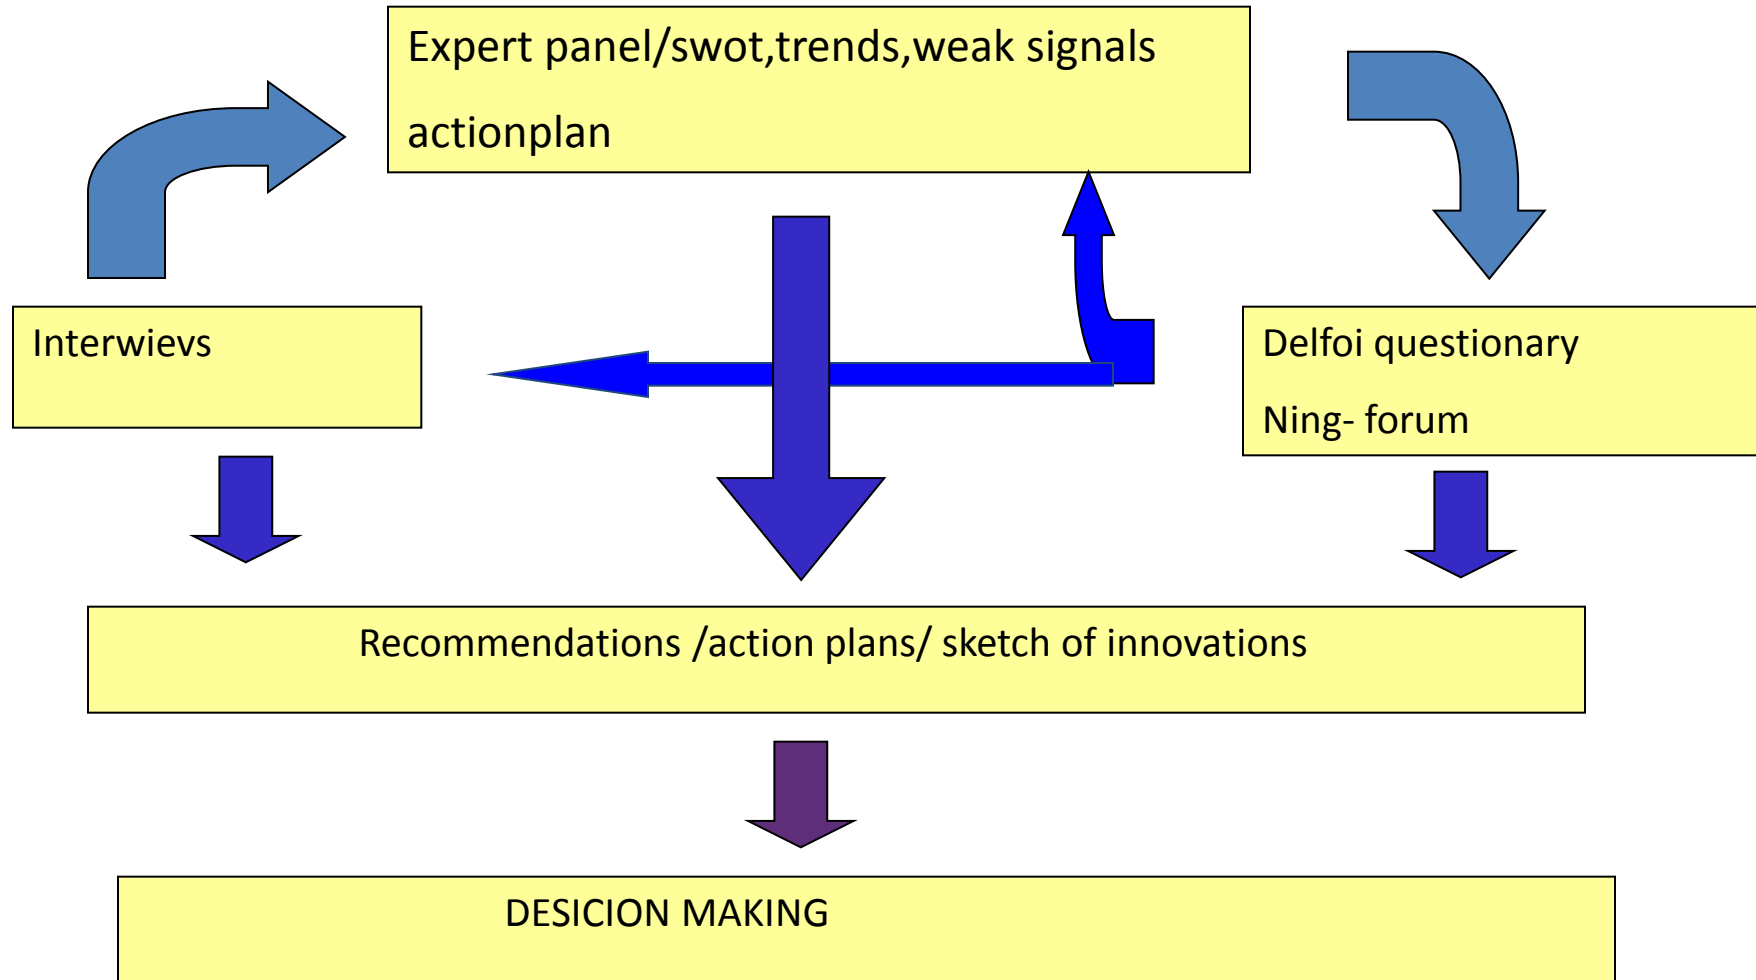 Expert panel/swot,trends,weak signals
actionplan
Interwievs
Delfoi questionary
Ning- forum
Recommendations /action plans/ sketch of innovations
DESICION MAKING